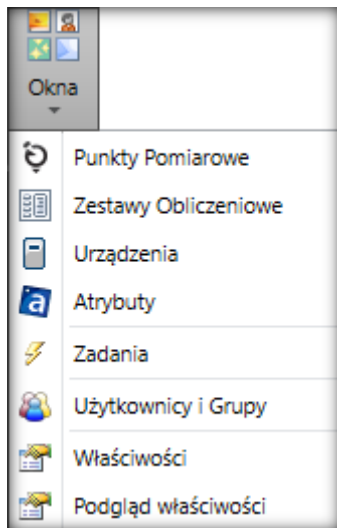 Okna
Punkty Pomiarowe
Zestawy Obliczeniowe
Urządzenia
Atrybuty
Zadania
Użytkownicy i Grupy
Właściwości
Podgląd właściwości